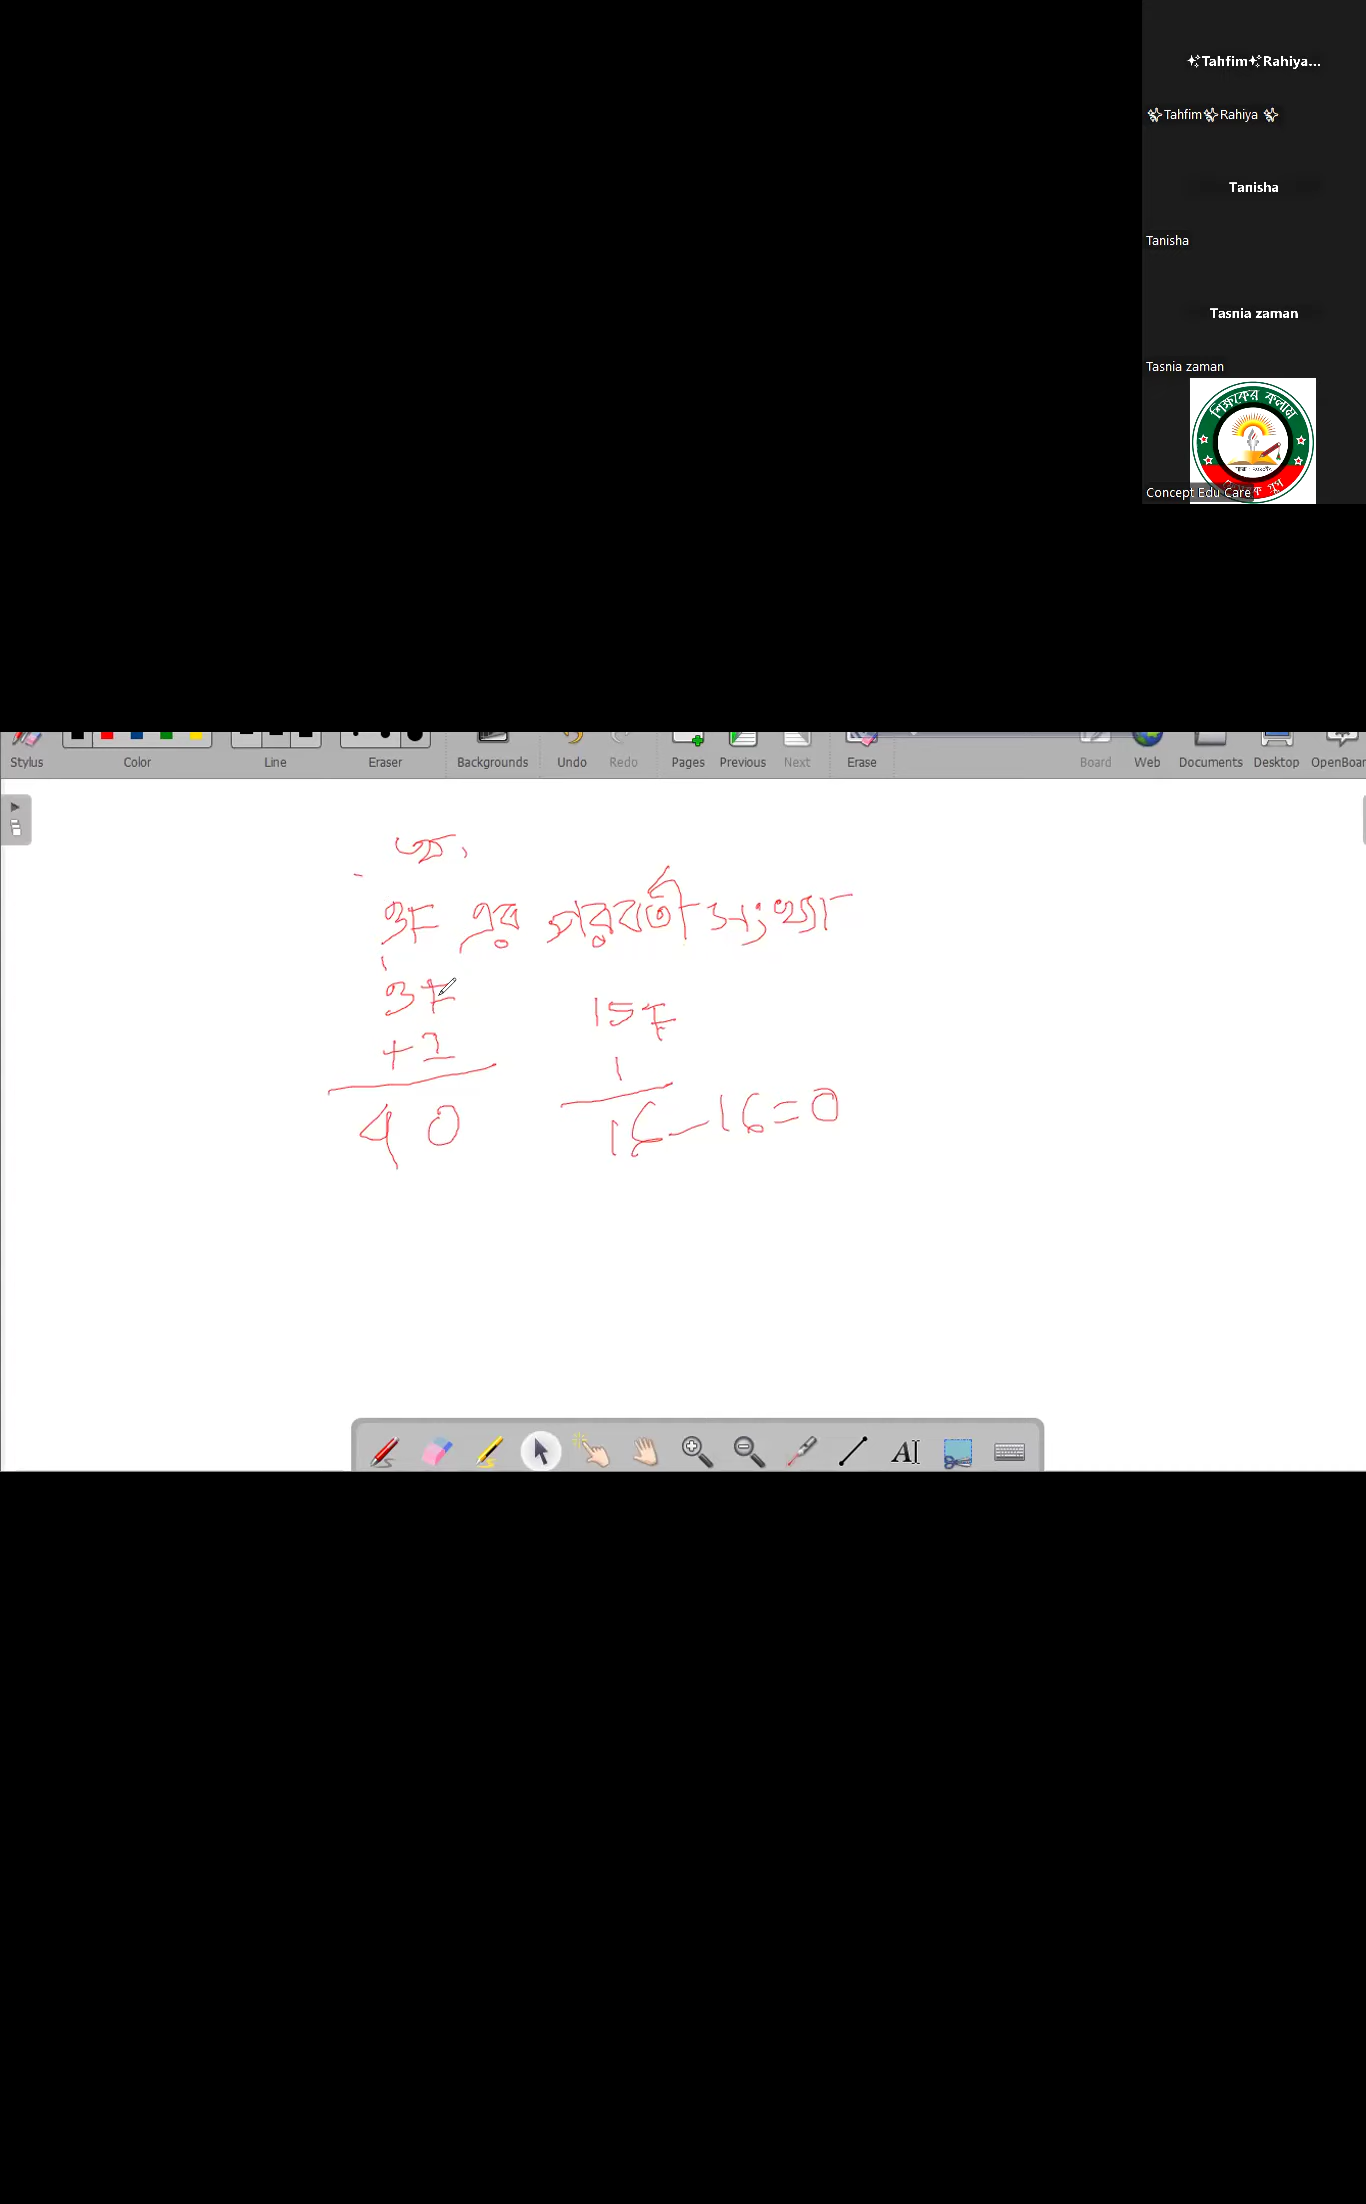 ✨Tahfim✨Rahiya...
✨Tahfim✨Rahiya ✨
Tanisha
Tanisha
Tasnia zaman
Tasnia zaman
শিক্ষকের কলাম
Concept Edu Care
Stylus Color Line Eraser Backgrounds Undo Redo Pages Previous Next Erase Board Web Documents Desktop OpenBoar
3F এর পরবর্তী সংখ্যা
3F
+1
40
15F
1
16-16=0